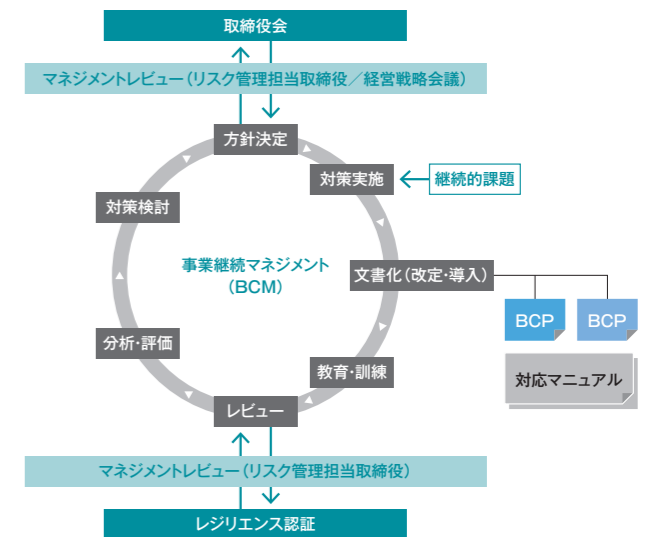 取締役会
マネジメントレビュー（リスク管理担当取締役／経営戦略会議）
方針決定
対策実施
継続的課題
対策検討
事業継続マネジメント
（BCM）
文書化（改定・導入）
BCP
BCP
分析・評価
教育・訓練
対応マニュアル
レビュー
マネジメントレビュー（リスク管理担当取締役）
レジリエンス認証